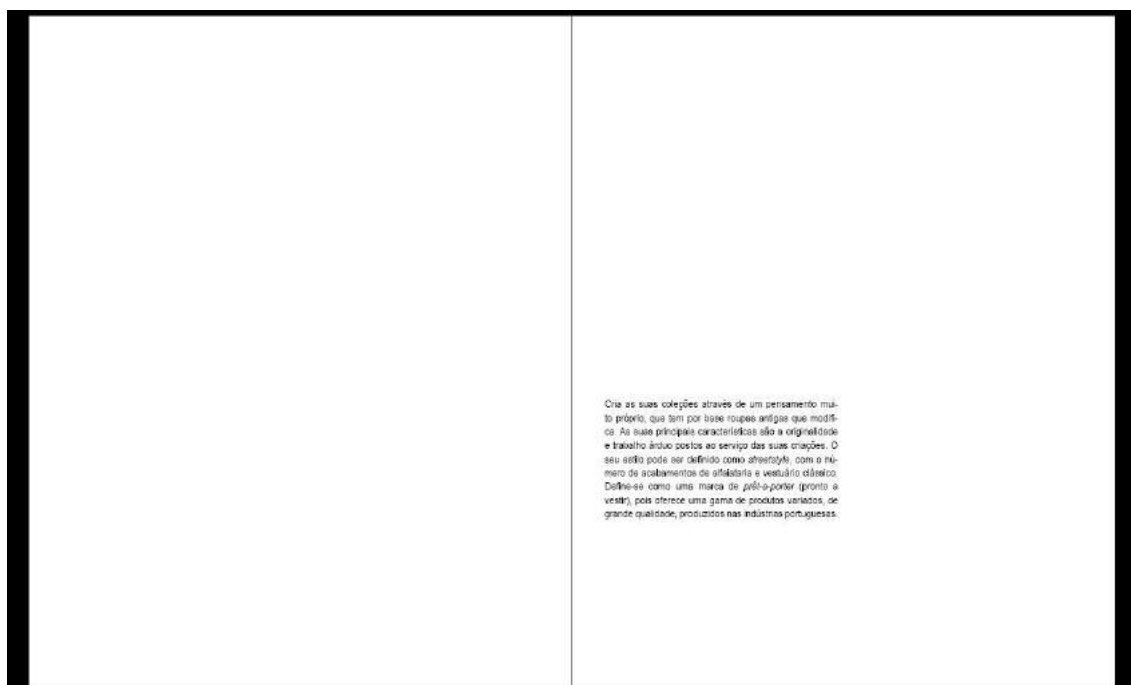 Cria as suas coleções através de um pensamento mui-
to próprio, que tem por base roupas antigas que modifi-
ca. As suas principais características são a originalidade
e trabalho árduo postos ao serviço das suas criações. O
seu estilo pode ser definido como streetstyle, com o nú-
mero de acabamentos de alfaiataria e vestuário clássico.
Define-se como uma marca de prêt-a-porter (pronto a
vestir), pois oferece uma gama de produtos variados, de
grande qualidade, produzidos nas indústrias portuguesas.